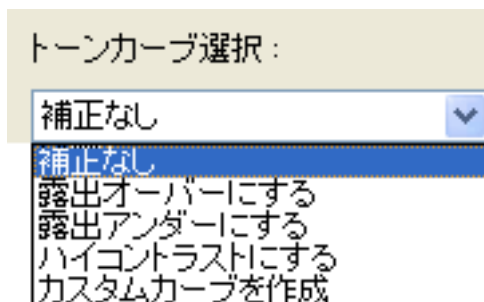 トーンカーブ選択：
補正なし
補正なし
露出オーバーにする
露出アンダーにする
ハイコントラストにする
カスタムカーブを作成